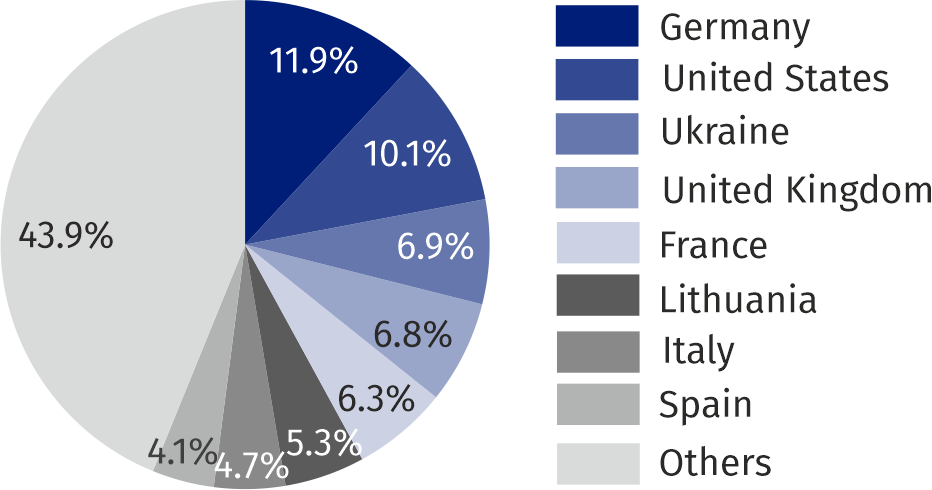 11.9%
10.1%
6.9%
6.8%
6.3%
5.3%
4.7%
4.1%
43.9%
Germany
United States
Ukraine
United Kingdom
France
Lithuania
Italy
Spain
Others